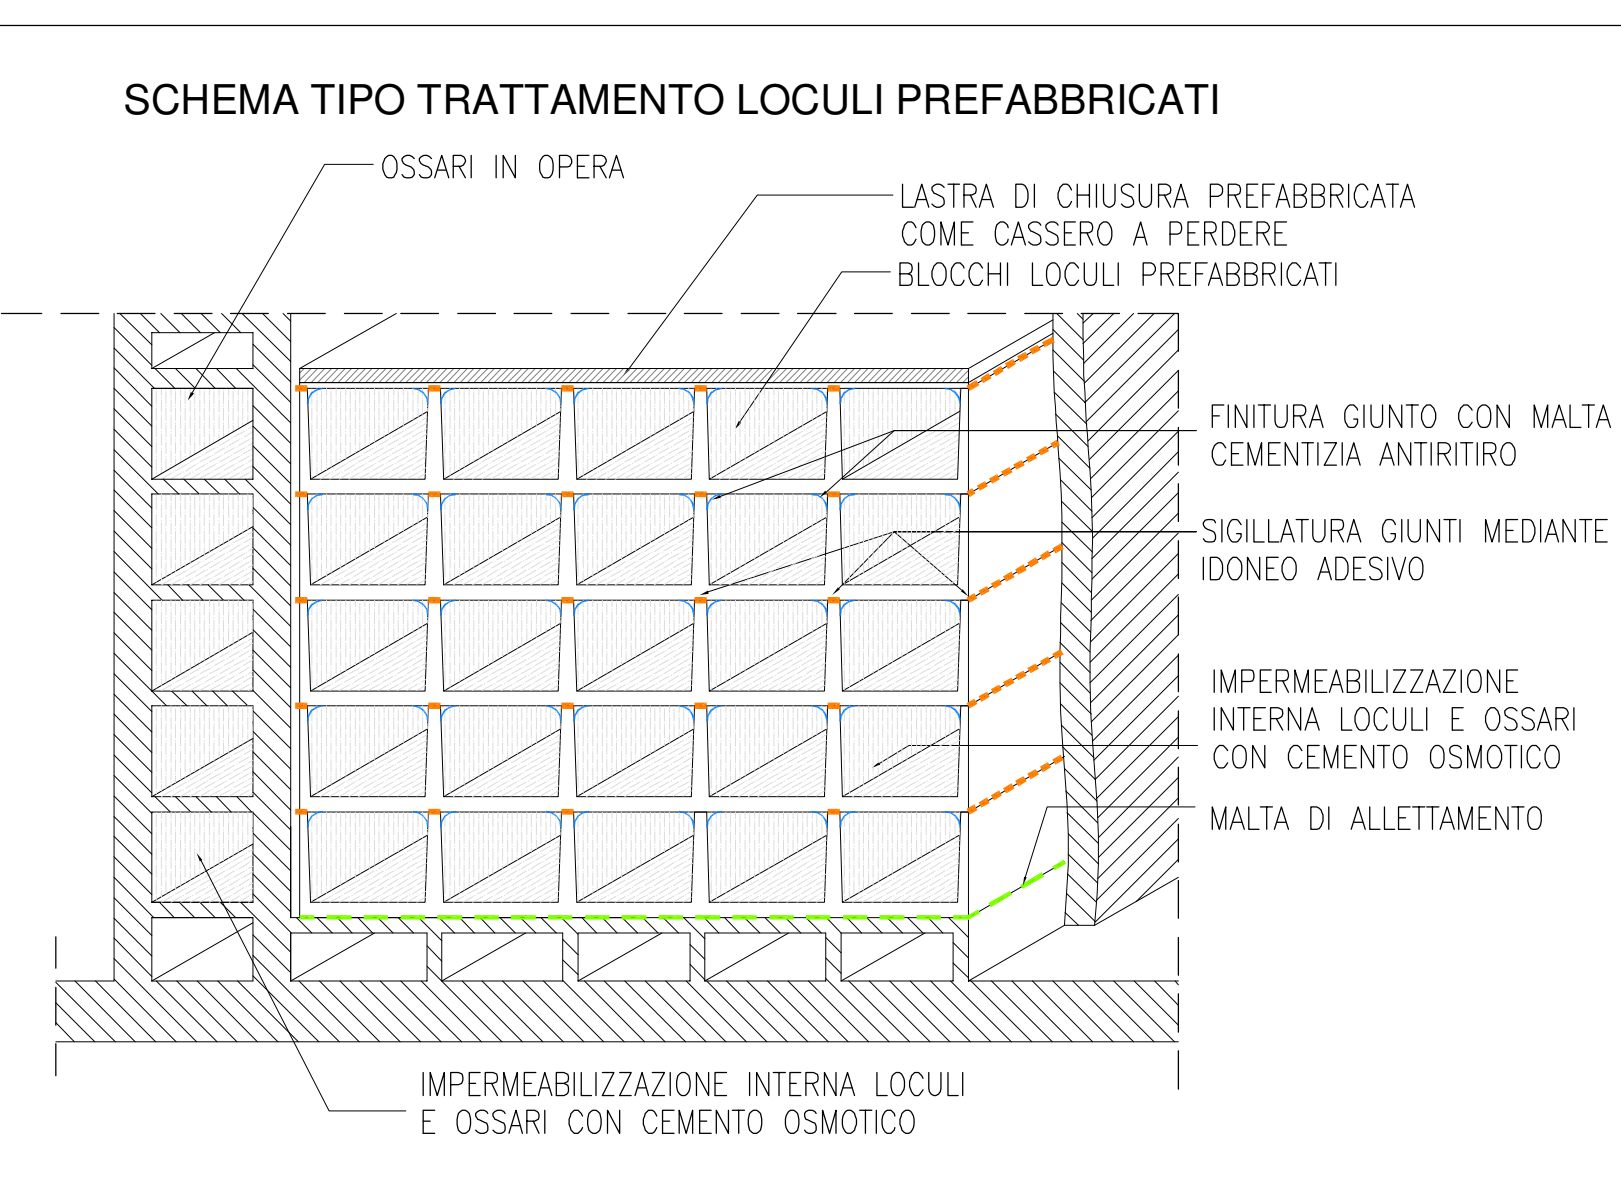 SCHEMA TIPO TRATTAMENTO LOCULI PREFABBRICATI
OSSARI IN OPERA
LASTRA DI CHIUSURA PREFABBRICATA
COME CASSERO A PERDERE
BLOCCHI LOCULI PREFABBRICATI
FINITURA GIUNTO CON MALTA
CEMENTIZIA ANTIRITIRO
SIGILLATURA GIUNTI MEDIANTE
IDONEO ADESIVO
IMPERMEABILIZZAZIONE
INTERNA LOCULI E OSSARI
CON CEMENTO OSMOTICO
MALTA DI ALLETTAMENTO
IMPERMEABILIZZAZIONE INTERNA LOCULI
E OSSARI CON CEMENTO OSMOTICO